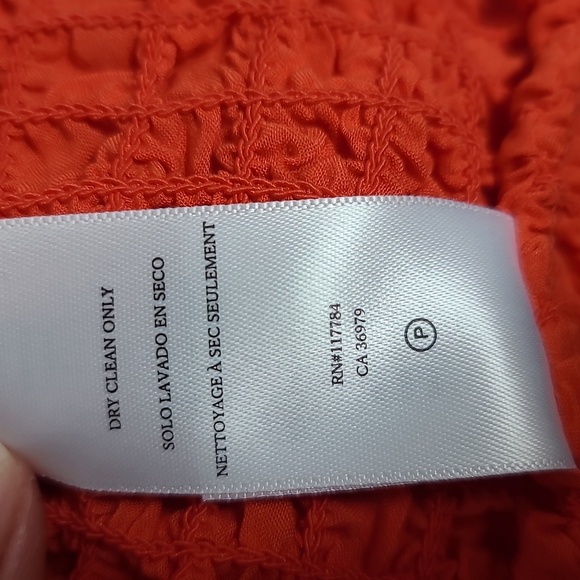 DRY CLEAN ONLY
SOLO LAVADO EN SECO
NETTOYAGE À SEC SEULEMENT
RN#117784
CA 36979
P